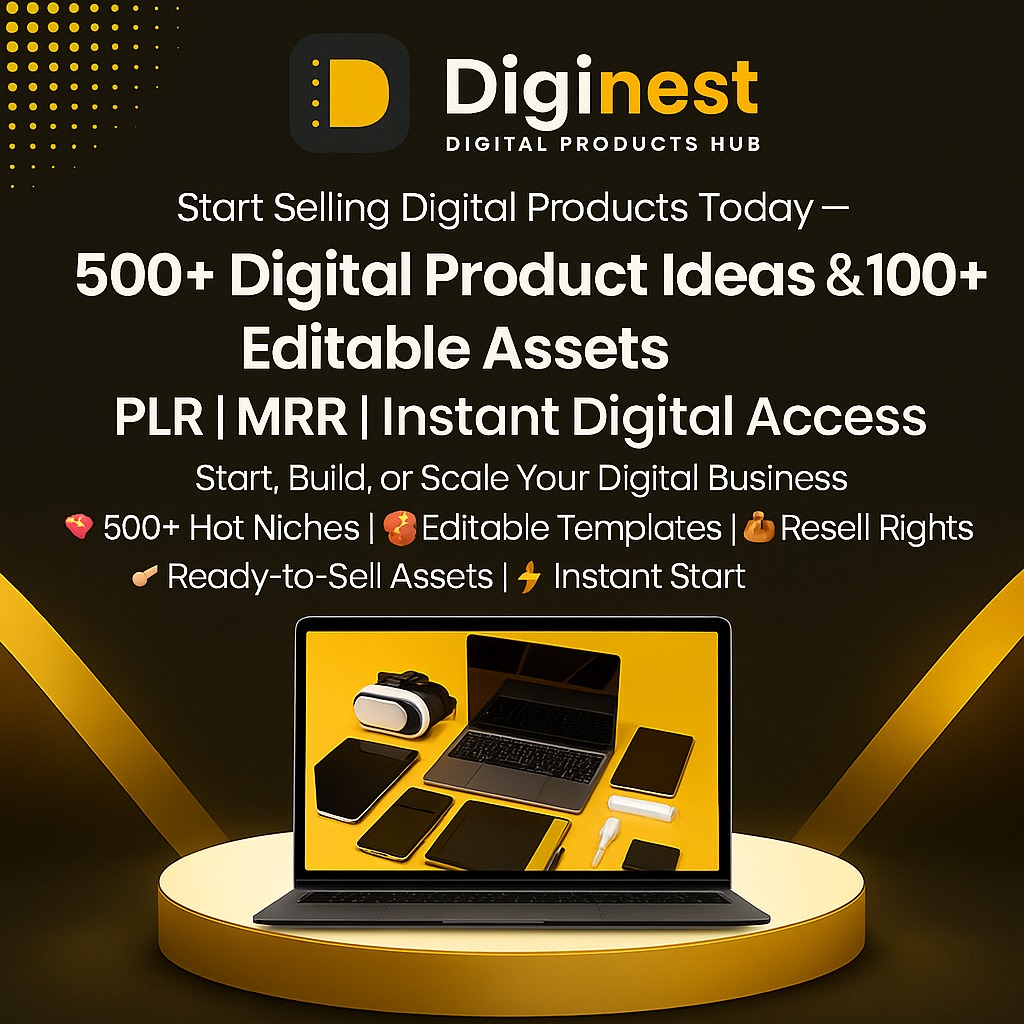 Diginest
DIGITAL PRODUCTS HUB
Start Selling Digital Products Today —
500+ Digital Product Ideas & 100+
Editable Assets
PLR | MRR | Instant Digital Access
Start, Build, or Scale Your Digital Business
500+ Hot Niches | Editable Templates | Resell Rights
Ready-to-Sell Assets | Instant Start